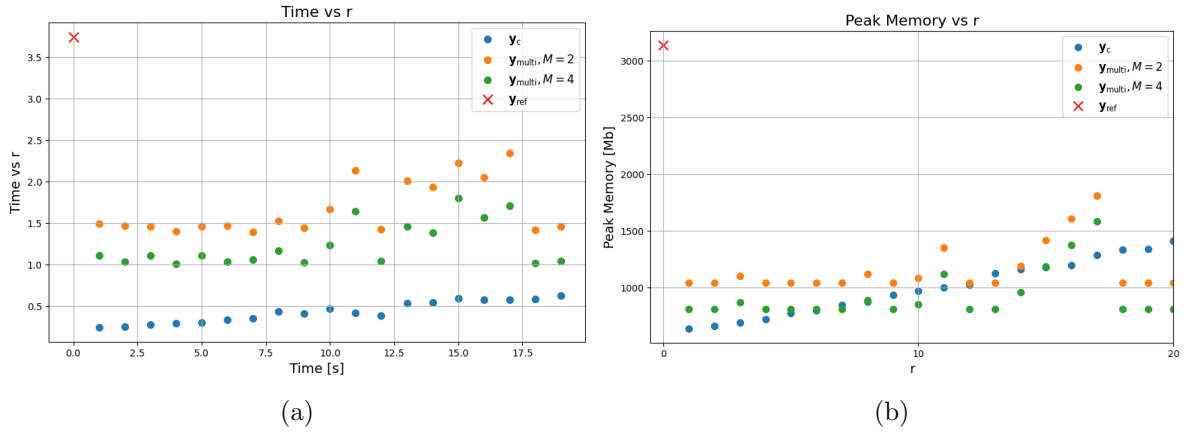 Time vs r
3.5
3.0
2.5
2.0
1.5
1.0
0.5
0.0
2.5
5.0
7.5
10.0
12.5
15.0
17.5
Time vs r
Time [s]
y_c
y_multi, M = 2
y_multi, M = 4
y_ref
(a)
Peak Memory vs r
3000
2500
2000
1500
1000
0
10
20
Peak Memory [Mb]
r
y_c
y_multi, M = 2
y_multi, M = 4
y_ref
(b)